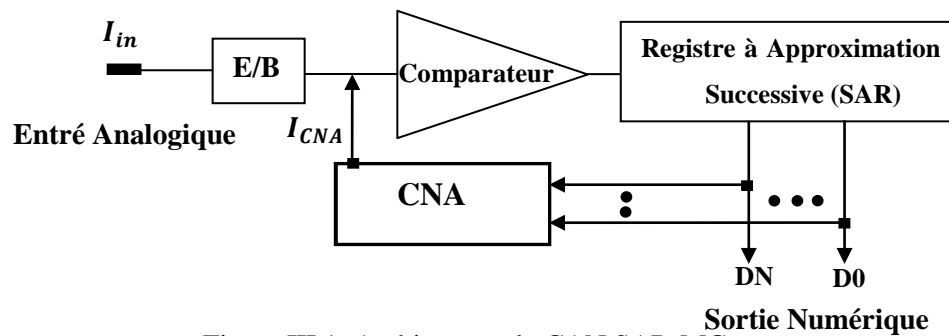 I_in
E/B
Comparateur
Registre à Approximation
Successive (SAR)
Entré Analogique
I_CNA
CNA
DN
D0
Sortie Numérique